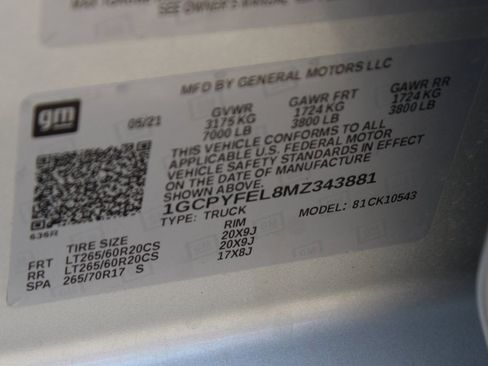 SEE OWNER'S MANUAL
MFD BY GENERAL MOTORS LLC
gm
05/21
GVWR
GAWR FRT
GAWR RR
3175 KG
1724 KG
1724 KG
7000 LB
3800 LB
3800 LB
THIS VEHICLE CONFORMS TO ALL
APPLICABLE U.S. FEDERAL MOTOR
VEHICLE SAFETY STANDARDS IN EFFECT
ON THE DATE OF MANUFACTURE
SHOWN ABOVE.
1GCPYFEL8MZ343881
TYPE: TRUCK
MODEL: 81CK10543
TIRE SIZE
RIM
FRT LT265/60R20CS 20X9J
RR LT265/60R20CS 20X9J
SPA 265/70R17 S 17X8J